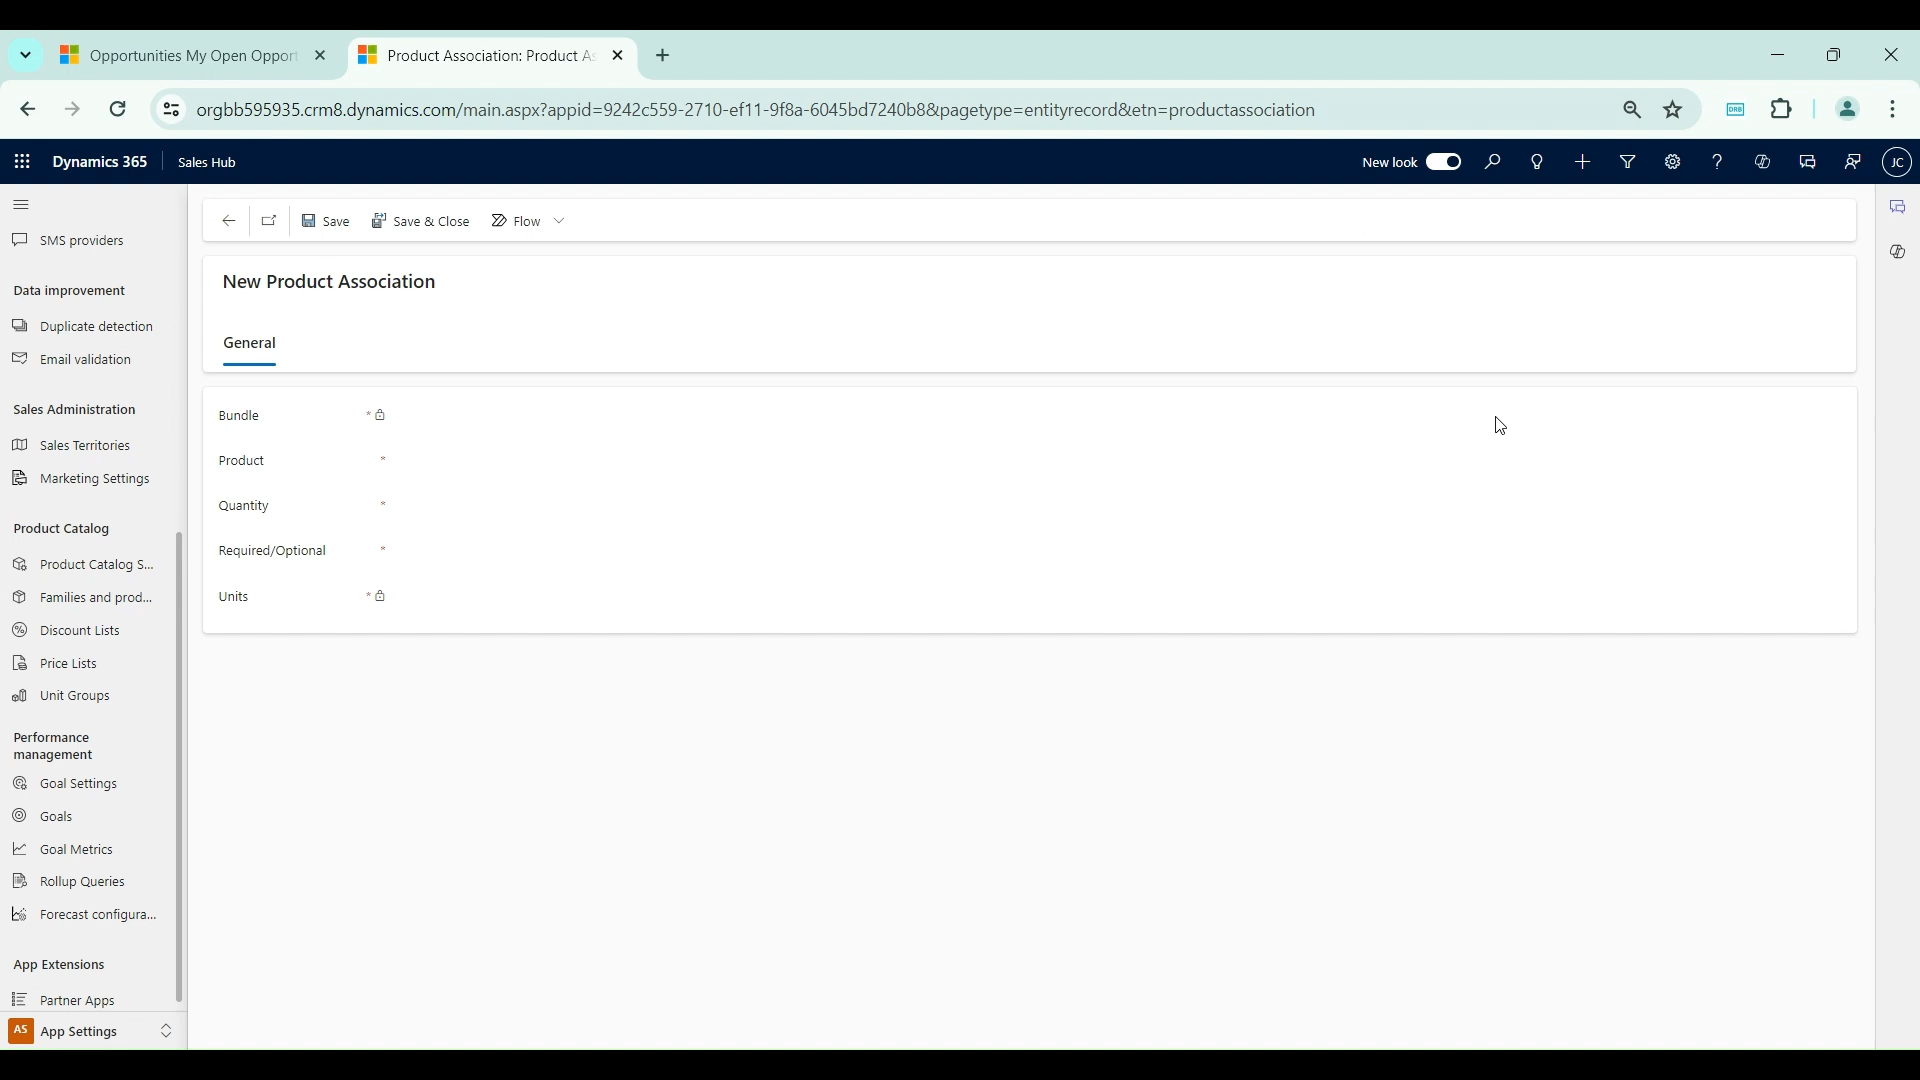 Opportunities My Open Opport
Product Association: Product As
orgbb595935.crm8.dynamics.com/main.aspx?appid=9242c559-2710-ef11-9f8a-6045bd7240b8&pagetype=entityrecord&etn=productassociation
DRB
Dynamics 365
Sales Hub
New look
JC
Save
Save & Close
Flow
SMS providers
Data improvement
Duplicate detection
Email validation
Sales Administration
Sales Territories
Marketing Settings
Product Catalog
Product Catalog S...
Families and prod...
Discount Lists
Price Lists
Unit Groups
Performance
management
Goal Settings
Goals
Goal Metrics
Rollup Queries
Forecast configura...
App Extensions
Partner Apps
AS App Settings
New Product Association
General
Bundle *
Product *
Quantity *
Required/Optional *
Units *